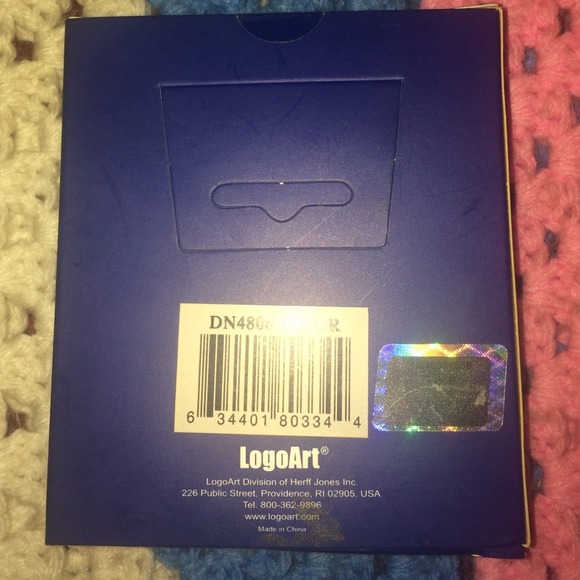 6 34401 80334 4
LogoArt®
LogoArt Division of Herff Jones Inc.
226 Public Street, Providence, RI 02905. USA
Tel. 800-362-9896
www.logoart.com
Made in China